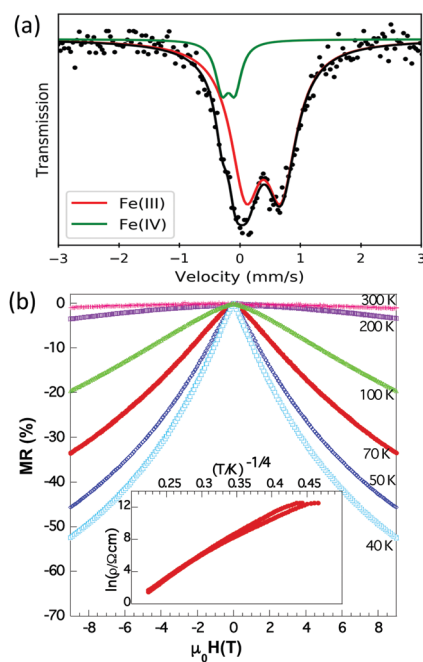 (a)
Transmission
Fe(III)
Fe(IV)
−3 −2 −1 0 1 2 3
Velocity (mm/s)
(b)
0
-10
-20
-30
-40
-50
-60
-70
MR (%)
300 K
200 K
100 K
70 K
50 K
40 K
(T/K)^-1/4
0.25 0.3 0.35 0.4 0.45
12
8
4
0
ln(ρ/Ωcm)
-8 -6 -4 -2 0 2 4 6 8
μ₀H(T)